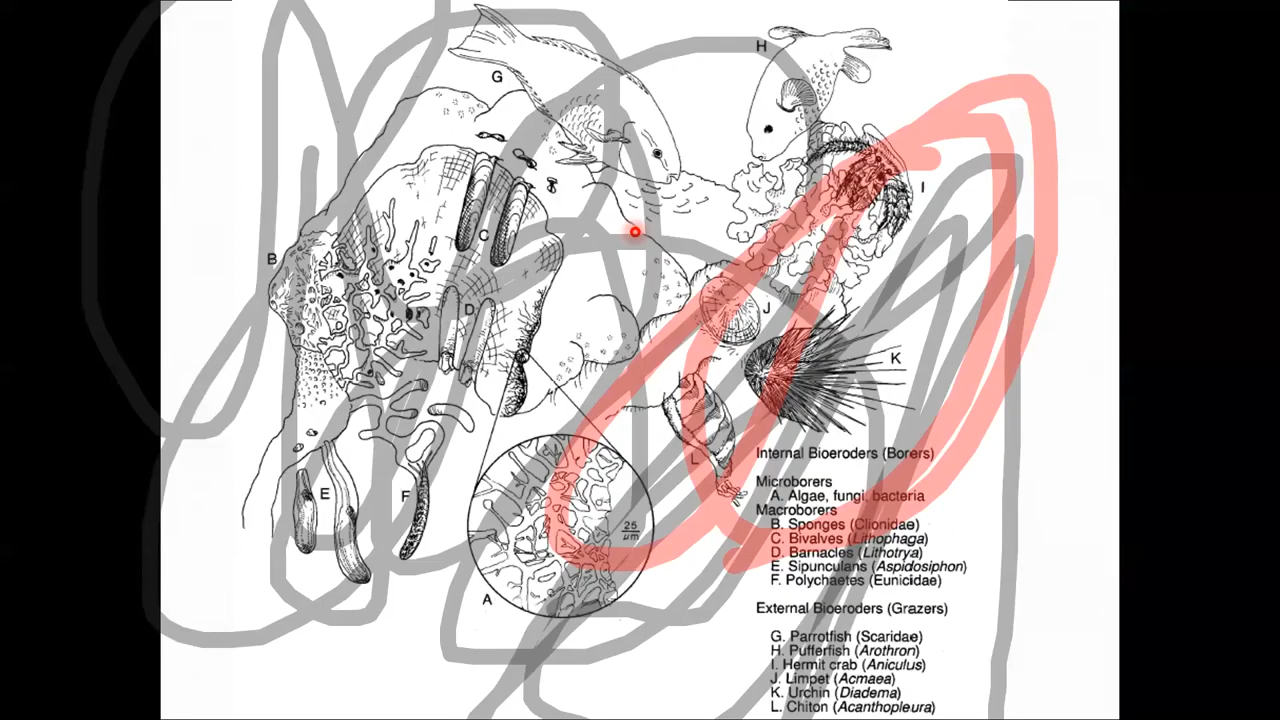 G
H
I
B
C
D
J
K
L
E
F
25
µm
A
Internal Bioeroders (Borers)
Microborers
A. Algae, fungi, bacteria
Macroborers
B. Sponges (Clionidae)
C. Bivalves (Lithophaga)
D. Barnacles (Lithotrya)
E. Sipunculans (Aspidosiphon)
F. Polychaetes (Eunicidae)
External Bioeroders (Grazers)
G. Parrotfish (Scaridae)
H. Pufferfish (Arothron)
I. Hermit crab (Aniculus)
J. Limpet (Acmaea)
K. Urchin (Diadema)
L. Chiton (Acanthopleura)